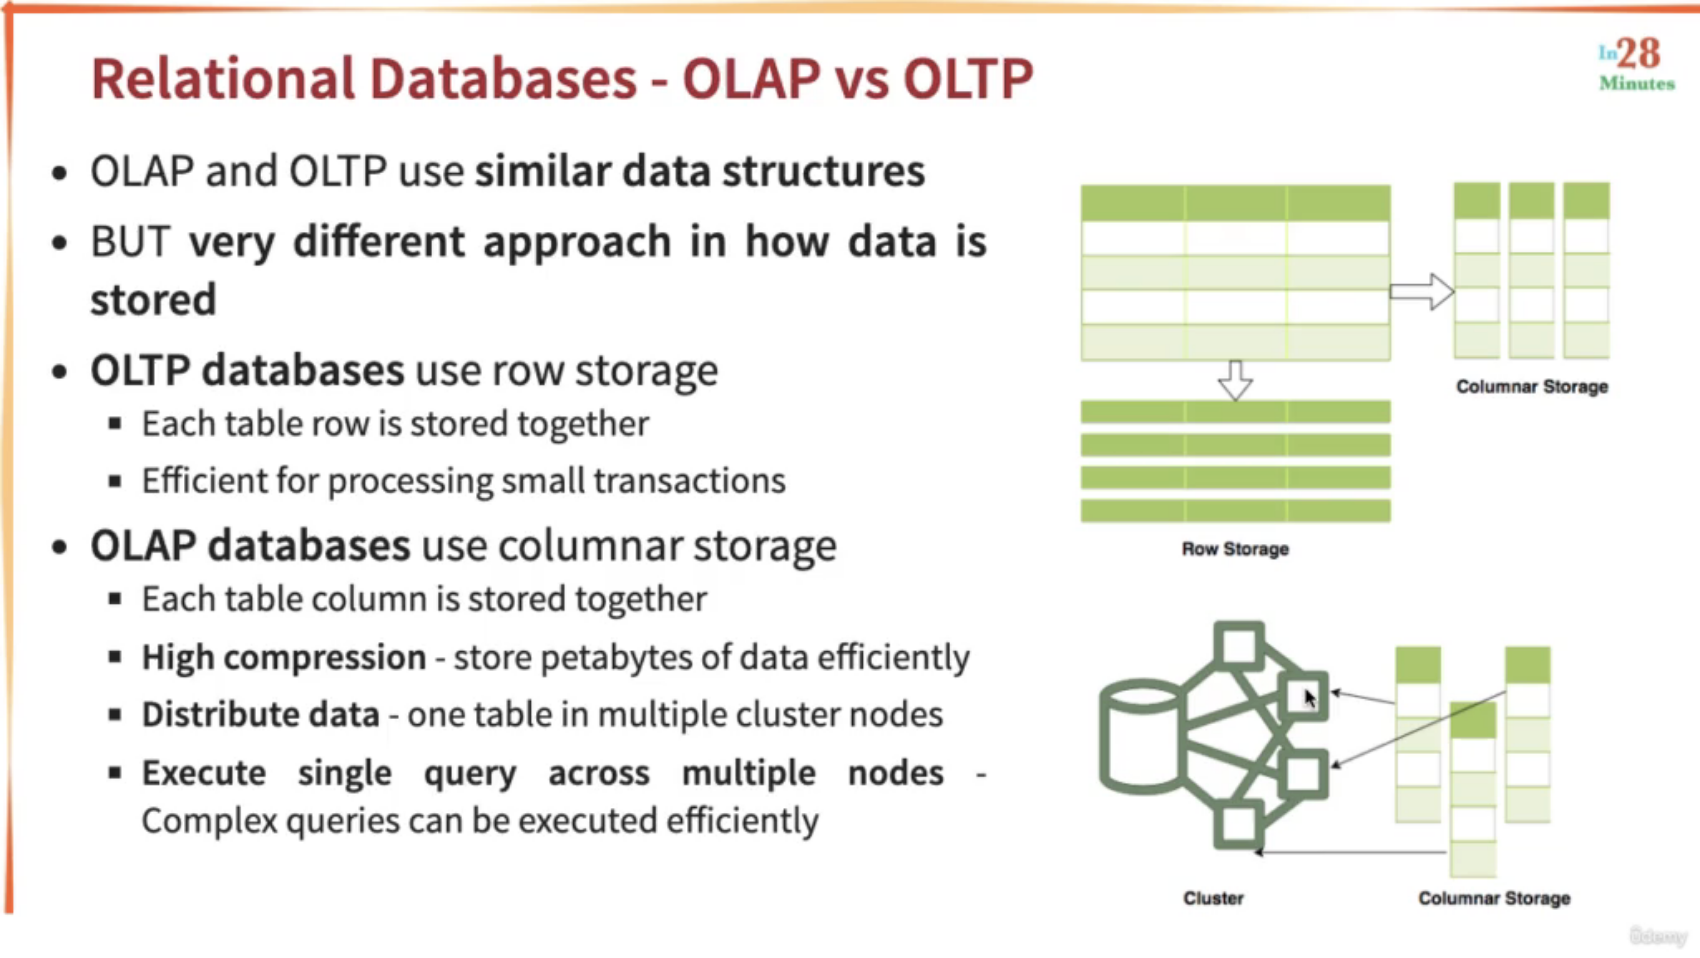 Relational Databases - OLAP vs OLTP
In28
Minutes
• OLAP and OLTP use similar data structures
• BUT very different approach in how data is
stored
• OLTP databases use row storage
▪ Each table row is stored together
▪ Efficient for processing small transactions
• OLAP databases use columnar storage
▪ Each table column is stored together
▪ High compression - store petabytes of data efficiently
▪ Distribute data - one table in multiple cluster nodes
▪ Execute single query across multiple nodes -
Complex queries can be executed efficiently
Columnar Storage
Row Storage
Cluster
Columnar Storage
ûdemy